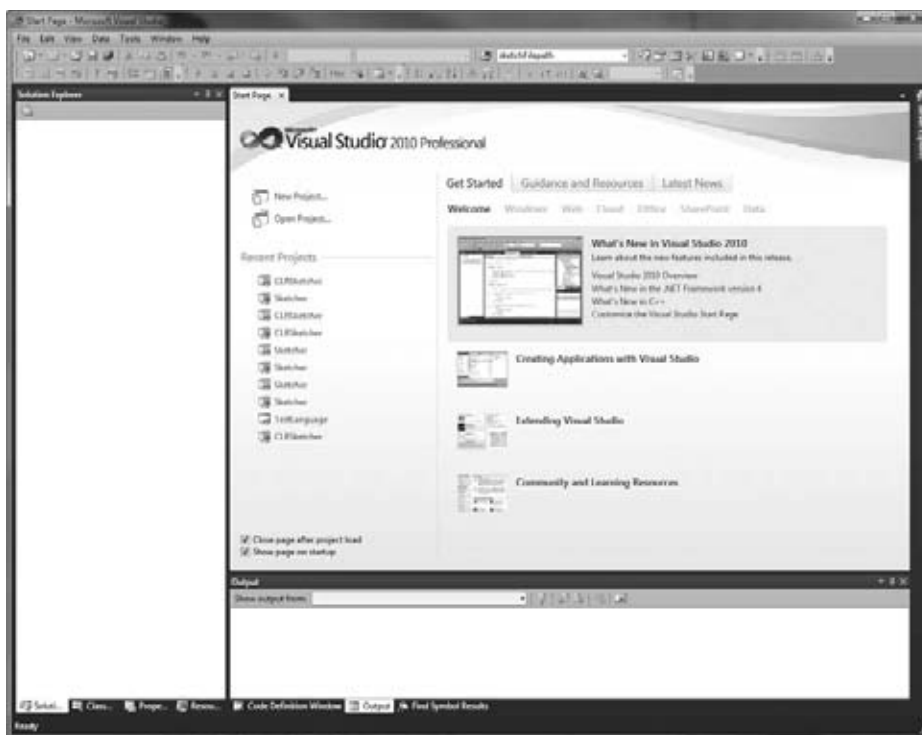 Start Page - Microsoft Visual Studio
File Edit View Data Tools Window Help
Solution Explorer
Start Page
Microsoft
Visual Studio 2010 Professional
New Project...
Open Project...
Recent Projects
CLRSketcher
Sketcher
CLRSketcher
CLRSketcher
Sketcher
Sketcher
Sketcher
Sketcher
TestLanguage
CLRSketcher
Close page after project load
Show page on startup
Get Started Guidance and Resources Latest News
Welcome Windows Web Cloud Office SharePoint Data
What's New in Visual Studio 2010
Learn about the new features included in this release.
Visual Studio 2010 Overview
What's New in the .NET Framework version 4
What's New in C++
Customize the Visual Studio Start Page
Creating Applications with Visual Studio
Extending Visual Studio
Community and Learning Resources
Output
Show output from:
Soluti... Class... Prope... Resou... Code Definition Window Output Find Symbol Results
Ready